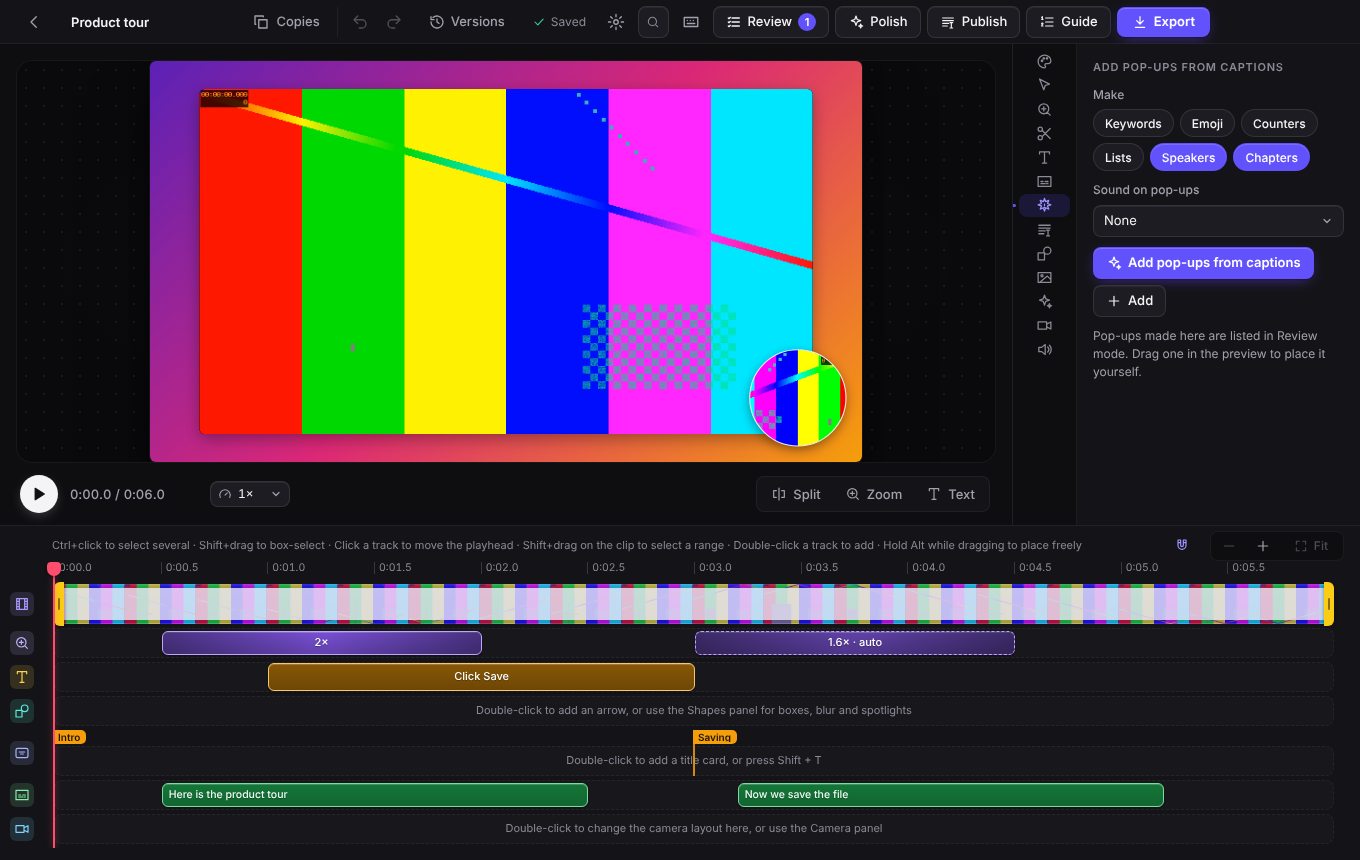 Product tour
Copies
Versions
Saved
Review 1
Polish
Publish
Guide
Export
00:00:00.000
0
ADD POP-UPS FROM CAPTIONS
Make
Keywords
Emoji
Counters
Lists
Speakers
Chapters
Sound on pop-ups
None
Add pop-ups from captions
Add
Pop-ups made here are listed in Review
mode. Drag one in the preview to place it
yourself.
0:00.0 / 0:06.0
1×
Split
Zoom
Text
Ctrl+click to select several · Shift+drag to box-select · Click a track to move the playhead · Shift+drag on the clip to select a range · Double-click a track to add · Hold Alt while dragging to place freely
Fit
0:00.0 0:00.5 0:01.0 0:01.5 0:02.0 0:02.5 0:03.0 0:03.5 0:04.0 0:04.5 0:05.0 0:05.5
2×
1.6× · auto
Click Save
Double-click to add an arrow, or use the Shapes panel for boxes, blur and spotlights
Intro
Saving
Double-click to add a title card, or press Shift + T
Here is the product tour
Now we save the file
Double-click to change the camera layout here, or use the Camera panel